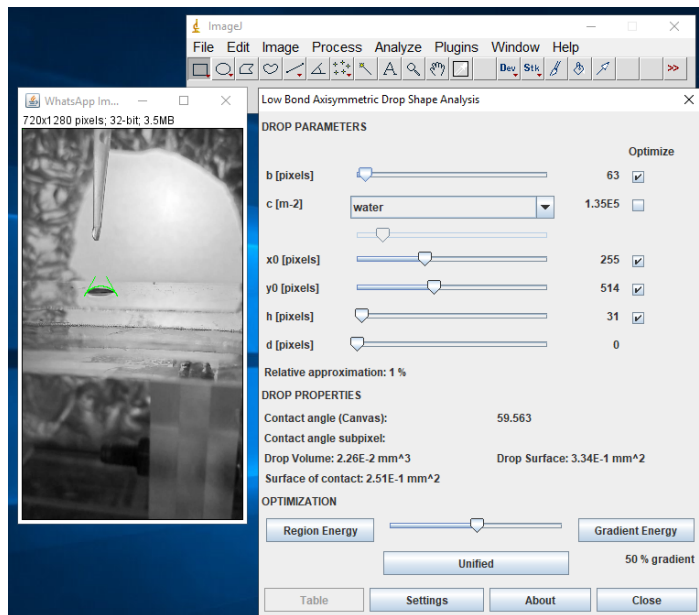 ImageJ
File Edit Image Process Analyze Plugins Window Help
A Dev Stk >>
WhatsApp Im...
720x1280 pixels; 32-bit; 3.5MB
Low Bond Axisymmetric Drop Shape Analysis
DROP PARAMETERS
Optimize
b [pixels] 63
c [m-2] water 1.35E5
x0 [pixels] 255
y0 [pixels] 514
h [pixels] 31
d [pixels] 0
Relative approximation: 1 %
DROP PROPERTIES
Contact angle (Canvas): 59.563
Contact angle subpixel:
Drop Volume: 2.26E-2 mm^3 Drop Surface: 3.34E-1 mm^2
Surface of contact: 2.51E-1 mm^2
OPTIMIZATION
Region Energy Gradient Energy
Unified 50 % gradient
Table Settings About Close